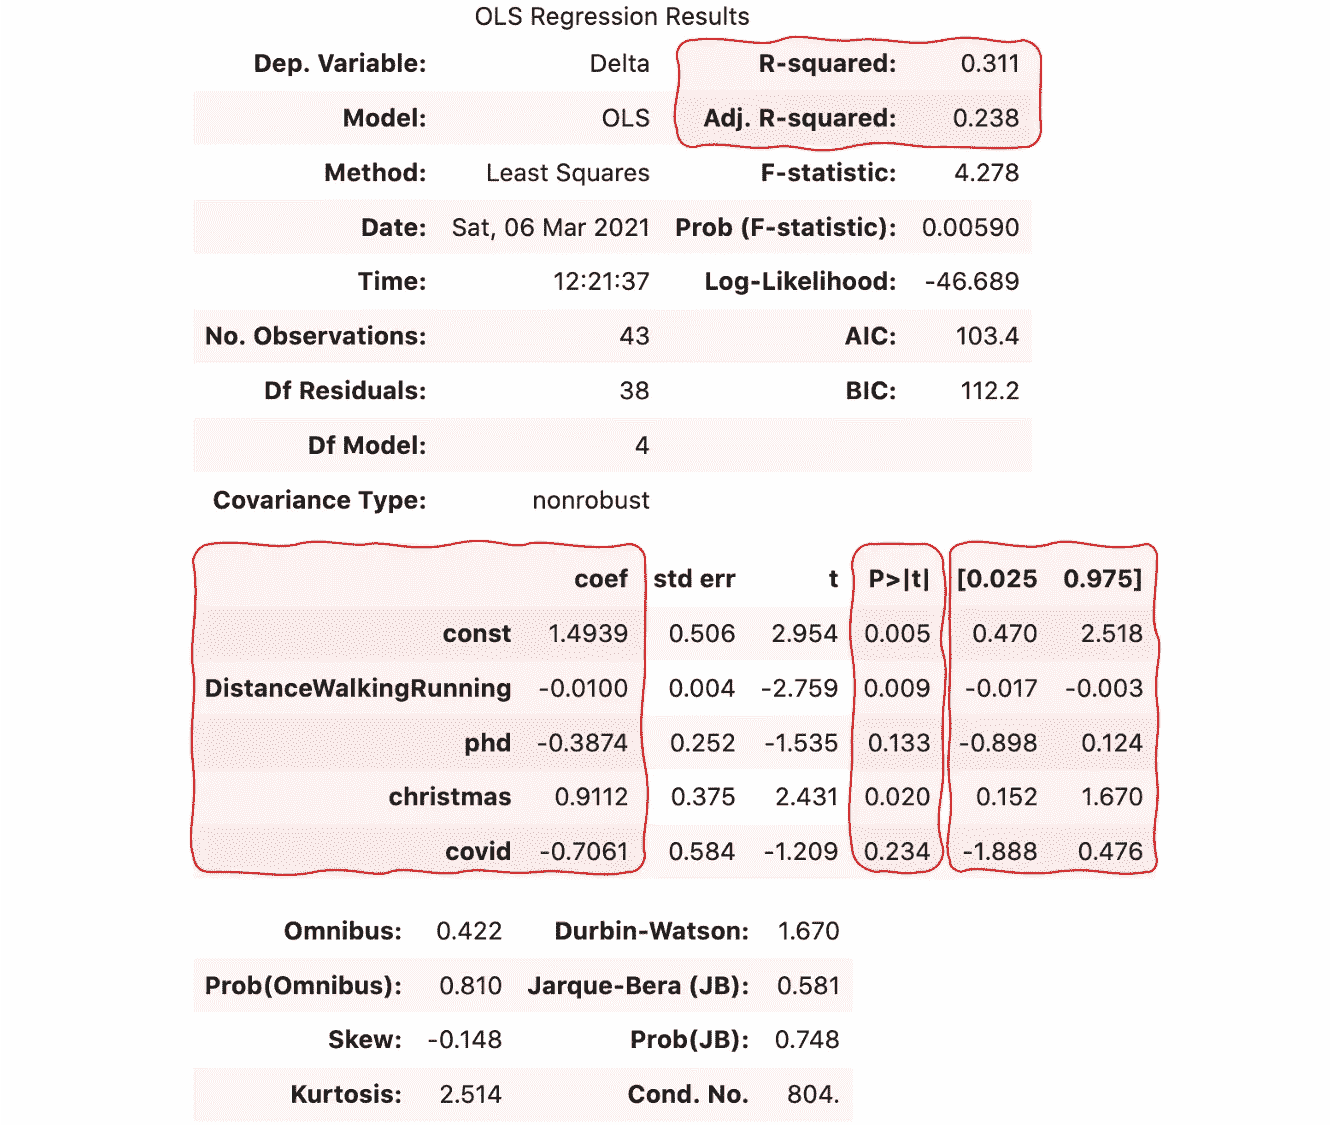 OLS Regression Results
Dep. Variable: Delta R-squared: 0.311
Model: OLS Adj. R-squared: 0.238
Method: Least Squares F-statistic: 4.278
Date: Sat, 06 Mar 2021 Prob (F-statistic): 0.00590
Time: 12:21:37 Log-Likelihood: -46.689
No. Observations: 43 AIC: 103.4
Df Residuals: 38 BIC: 112.2
Df Model: 4
Covariance Type: nonrobust
coef std err t P>|t| [0.025 0.975]
const 1.4939 0.506 2.954 0.005 0.470 2.518
DistanceWalkingRunning -0.0100 0.004 -2.759 0.009 -0.017 -0.003
phd -0.3874 0.252 -1.535 0.133 -0.898 0.124
christmas 0.9112 0.375 2.431 0.020 0.152 1.670
covid -0.7061 0.584 -1.209 0.234 -1.888 0.476
Omnibus: 0.422 Durbin-Watson: 1.670
Prob(Omnibus): 0.810 Jarque-Bera (JB): 0.581
Skew: -0.148 Prob(JB): 0.748
Kurtosis: 2.514 Cond. No. 804.